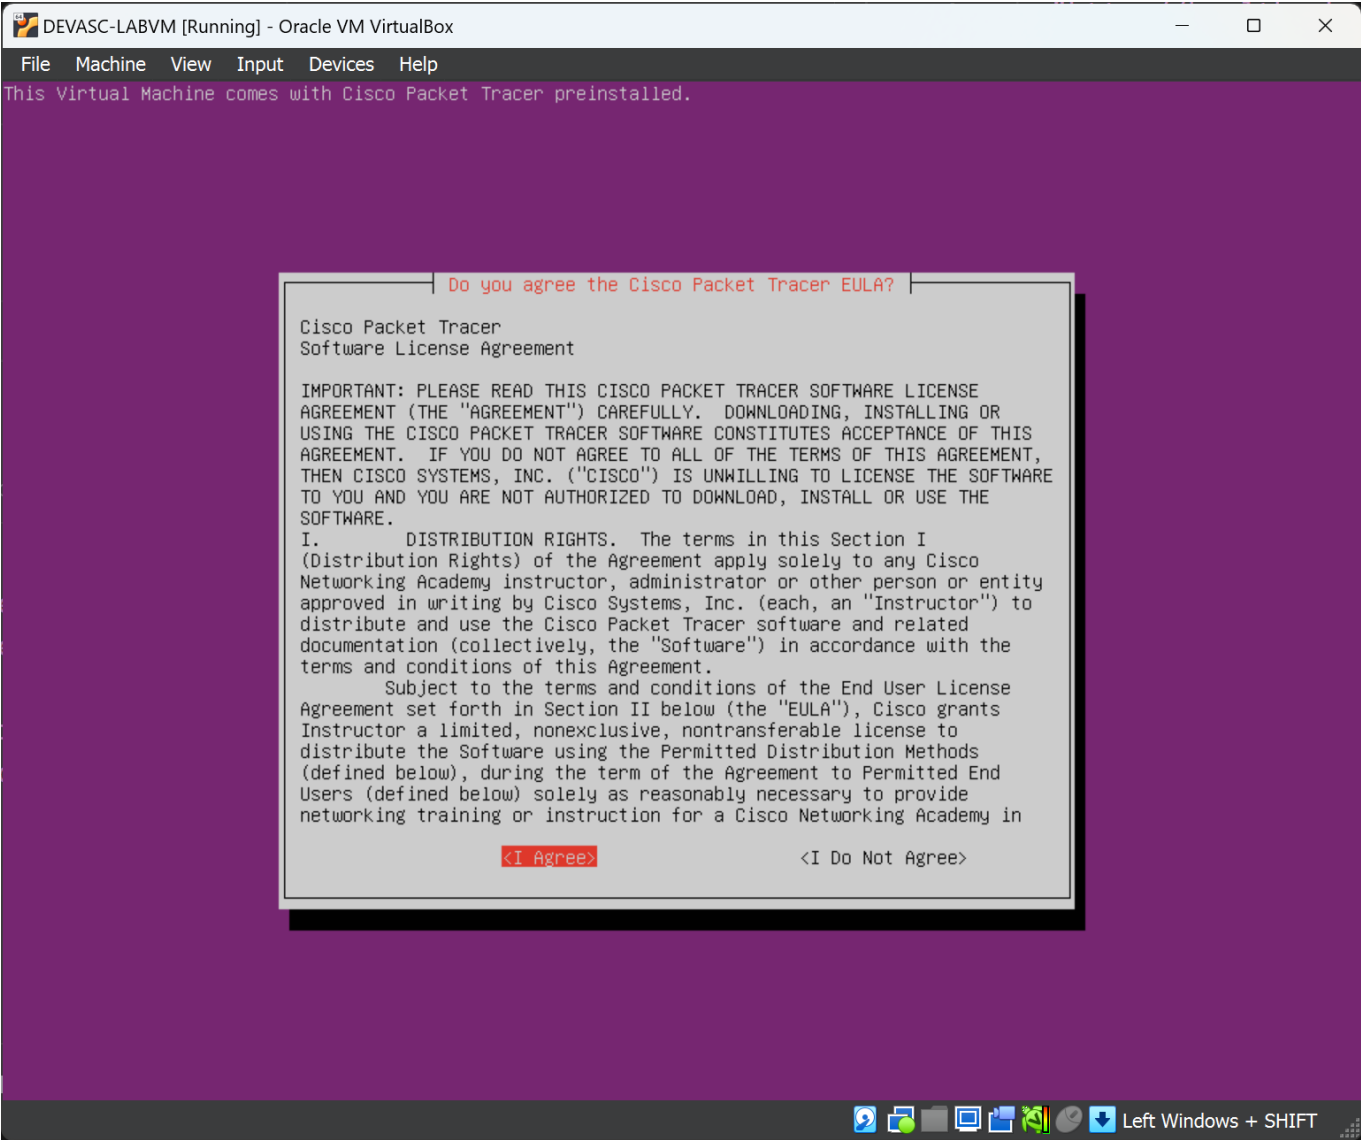 DEVASC-LABVM [Running] - Oracle VM VirtualBox
File Machine View Input Devices Help
This Virtual Machine comes with Cisco Packet Tracer preinstalled.
Do you agree the Cisco Packet Tracer EULA?
Cisco Packet Tracer
Software License Agreement
IMPORTANT: PLEASE READ THIS CISCO PACKET TRACER SOFTWARE LICENSE
AGREEMENT (THE "AGREEMENT") CAREFULLY.  DOWNLOADING, INSTALLING OR
USING THE CISCO PACKET TRACER SOFTWARE CONSTITUTES ACCEPTANCE OF THIS
AGREEMENT.  IF YOU DO NOT AGREE TO ALL OF THE TERMS OF THIS AGREEMENT,
THEN CISCO SYSTEMS, INC. ("CISCO") IS UNWILLING TO LICENSE THE SOFTWARE
TO YOU AND YOU ARE NOT AUTHORIZED TO DOWNLOAD, INSTALL OR USE THE
SOFTWARE.
I.        DISTRIBUTION RIGHTS.  The terms in this Section I
(Distribution Rights) of the Agreement apply solely to any Cisco
Networking Academy instructor, administrator or other person or entity
approved in writing by Cisco Systems, Inc. (each, an "Instructor") to
distribute and use the Cisco Packet Tracer software and related
documentation (collectively, the "Software") in accordance with the
terms and conditions of this Agreement.
Subject to the terms and conditions of the End User License
Agreement set forth in Section II below (the "EULA"), Cisco grants
Instructor a limited, nonexclusive, nontransferable license to
distribute the Software using the Permitted Distribution Methods
(defined below), during the term of the Agreement to Permitted End
Users (defined below) solely as reasonably necessary to provide
networking training or instruction for a Cisco Networking Academy in
<I Agree> <I Do Not Agree>
Left Windows + SHIFT